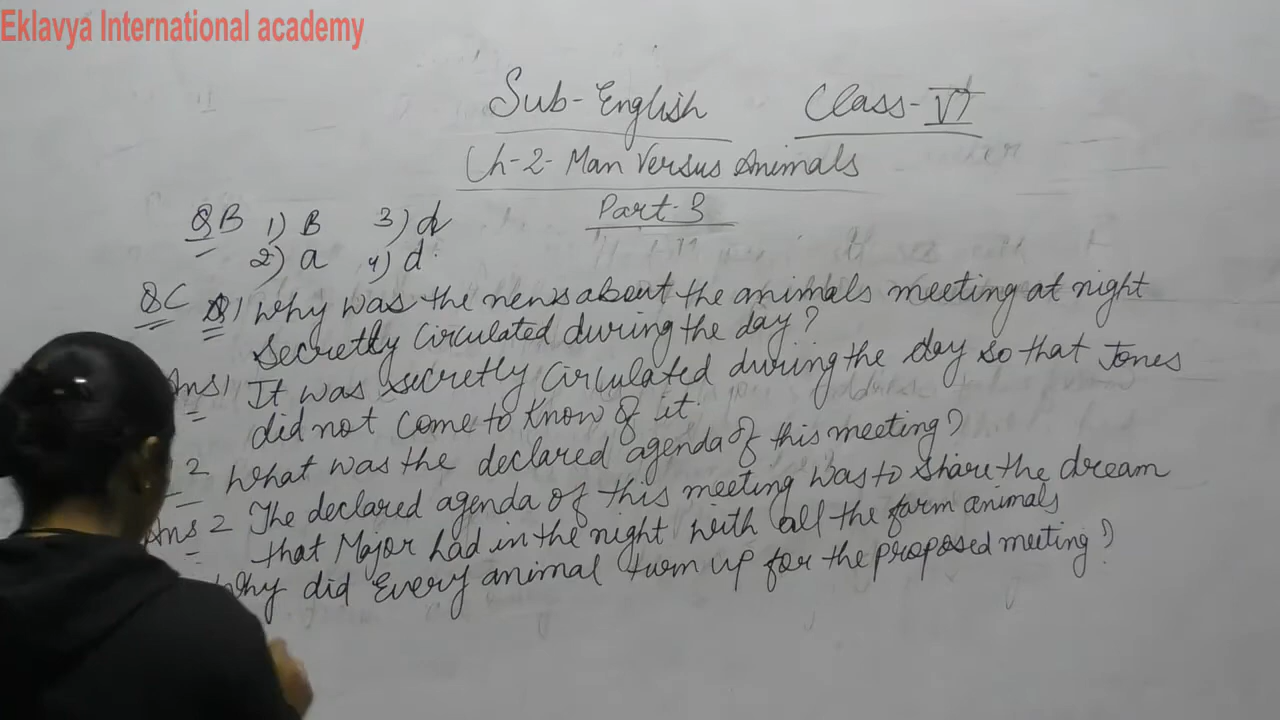 Eklavya International academy
Sub-English Class-VI
Ch-2-Man Versus Animals
Part-3
QB 1) B 3) d
2) a 4) d
QC Q1 Why was the news about the animals meeting at night
secretly circulated during the day?
Ans1 It was secretly circulated during the day so that Jones
did not come to know of it.
2 What was the declared agenda of this meeting?
Ans 2 The declared agenda of this meeting was to share the dream
that Major had in the night with all the farm animals
Why did Every animal turn up for the proposed meeting?